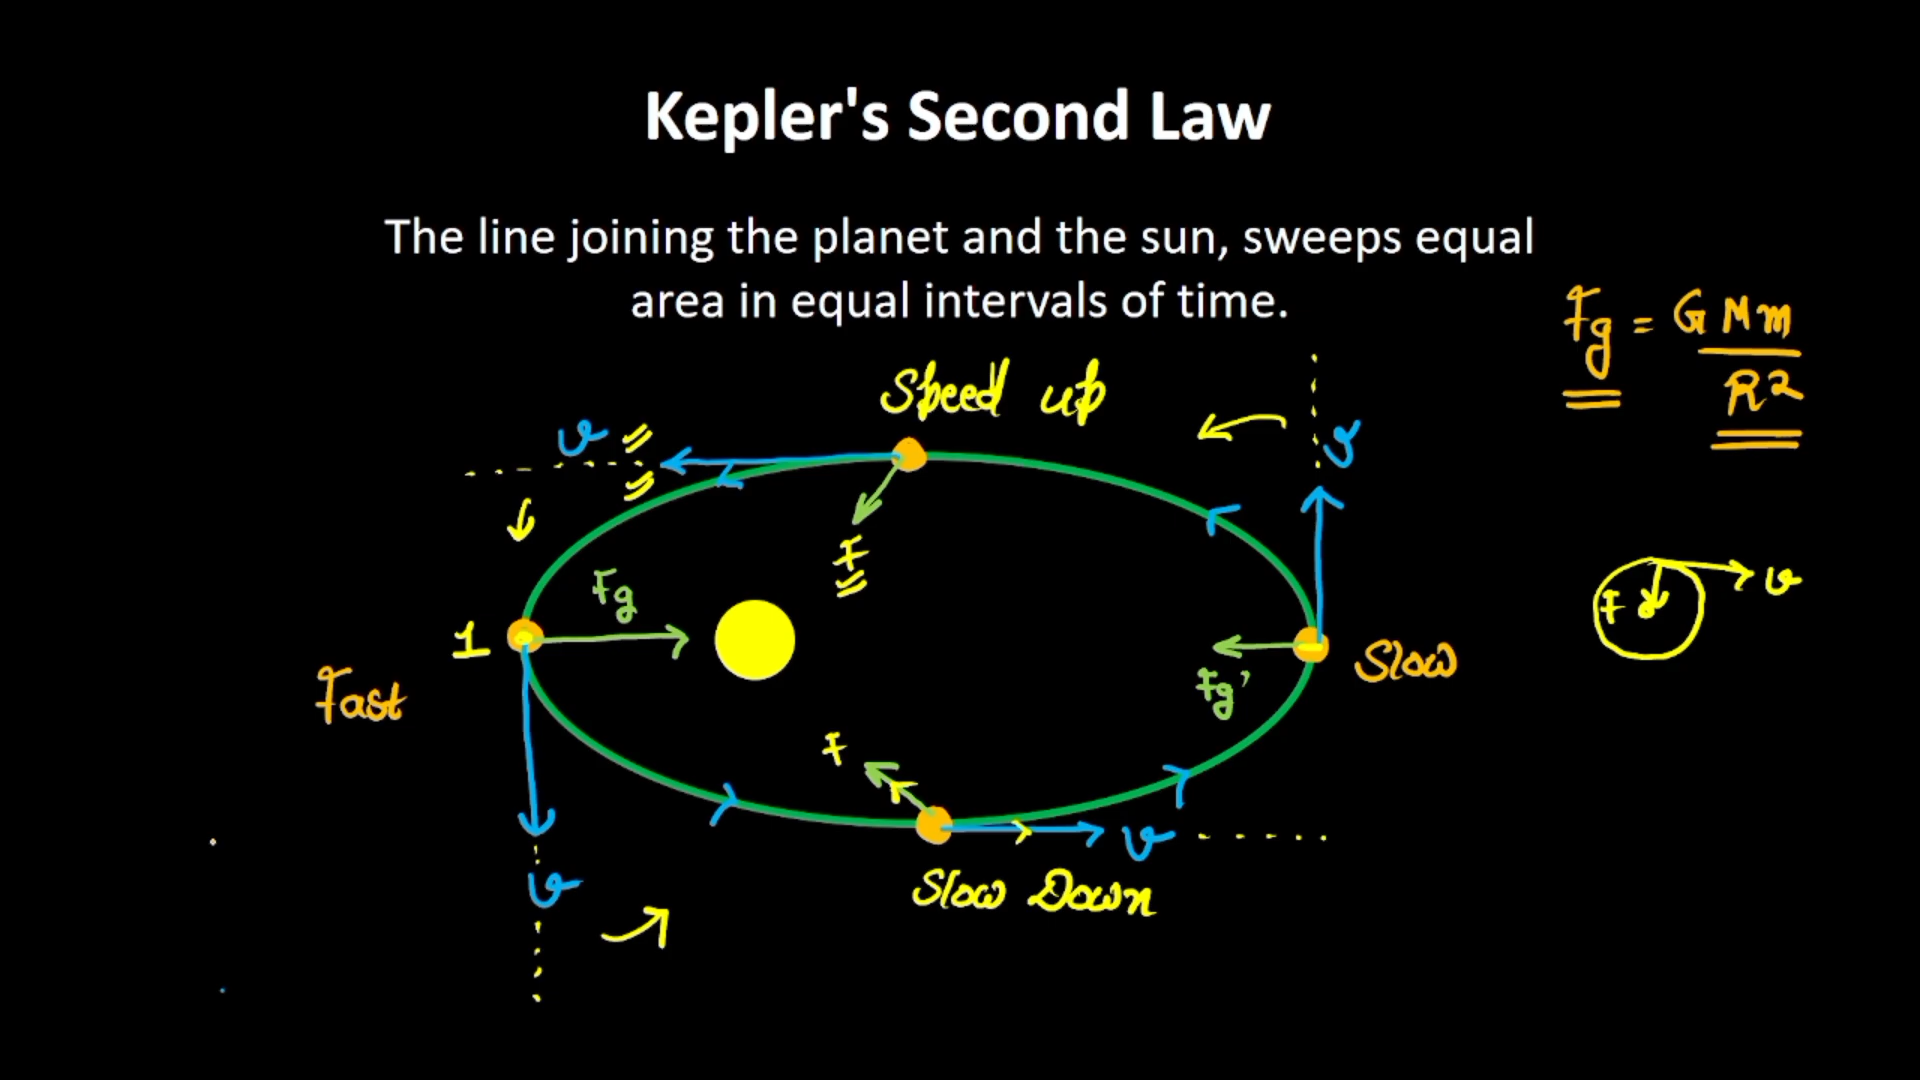 Kepler's Second Law
The line joining the planet and the sun, sweeps equal
area in equal intervals of time.
Fg = G Mm
R²
Speed up
v
v
F
Fg
v
F
1
Slow
Fg'
Fast
F
v
Slow Down
v